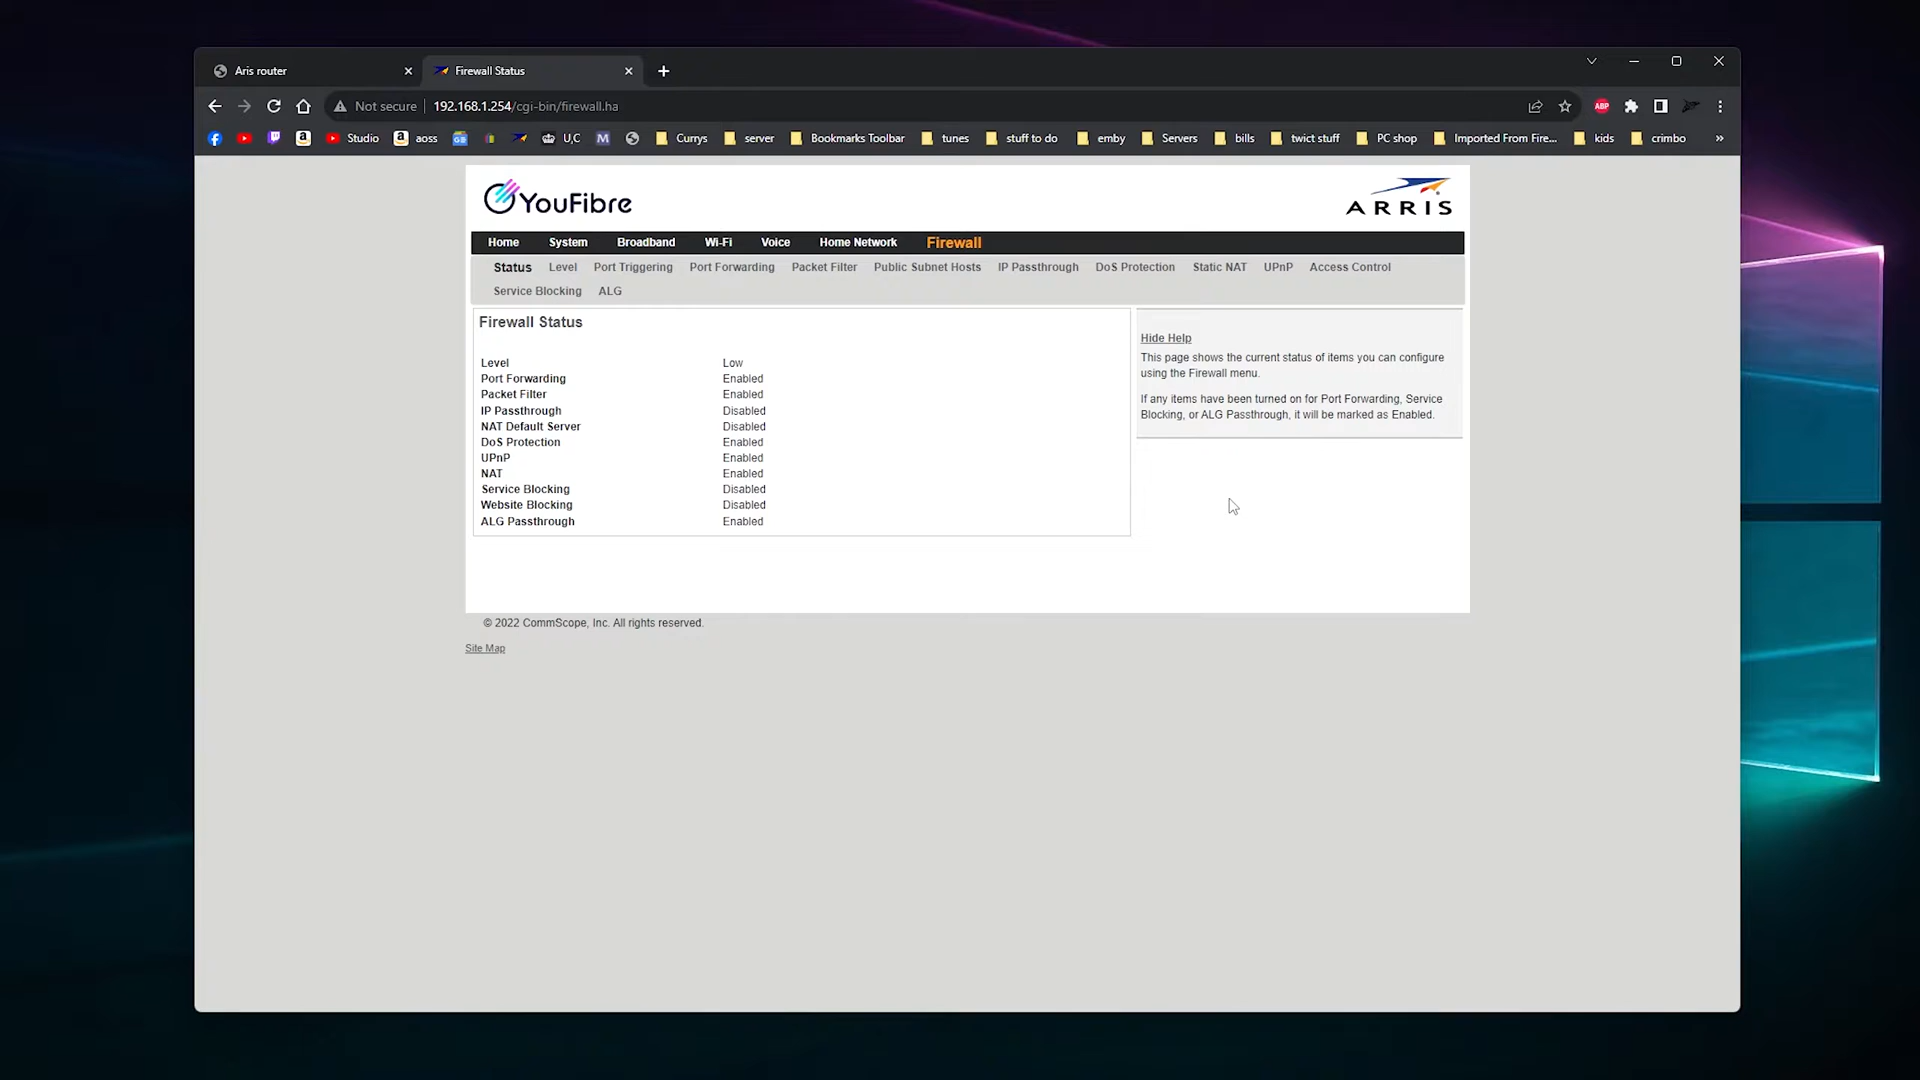 Aris router
Firewall Status
Not secure
192.168.1.254/cgi-bin/firewall.ha
ABP
Studio
aoss
GB
U,C
M
Currys
server
Bookmarks Toolbar
tunes
stuff to do
emby
Servers
bills
twict stuff
PC shop
Imported From Fire...
kids
crimbo
»
YouFibre
ARRIS
Home System Broadband Wi-Fi Voice Home Network Firewall
Status Level Port Triggering Port Forwarding Packet Filter Public Subnet Hosts IP Passthrough DoS Protection Static NAT UPnP Access Control
Service Blocking ALG
Firewall Status
Level Low
Port Forwarding Enabled
Packet Filter Enabled
IP Passthrough Disabled
NAT Default Server Disabled
DoS Protection Enabled
UPnP Enabled
NAT Enabled
Service Blocking Disabled
Website Blocking Disabled
ALG Passthrough Enabled
Hide Help
This page shows the current status of items you can configure
using the Firewall menu.
If any items have been turned on for Port Forwarding, Service
Blocking, or ALG Passthrough, it will be marked as Enabled.
© 2022 CommScope, Inc. All rights reserved.
Site Map